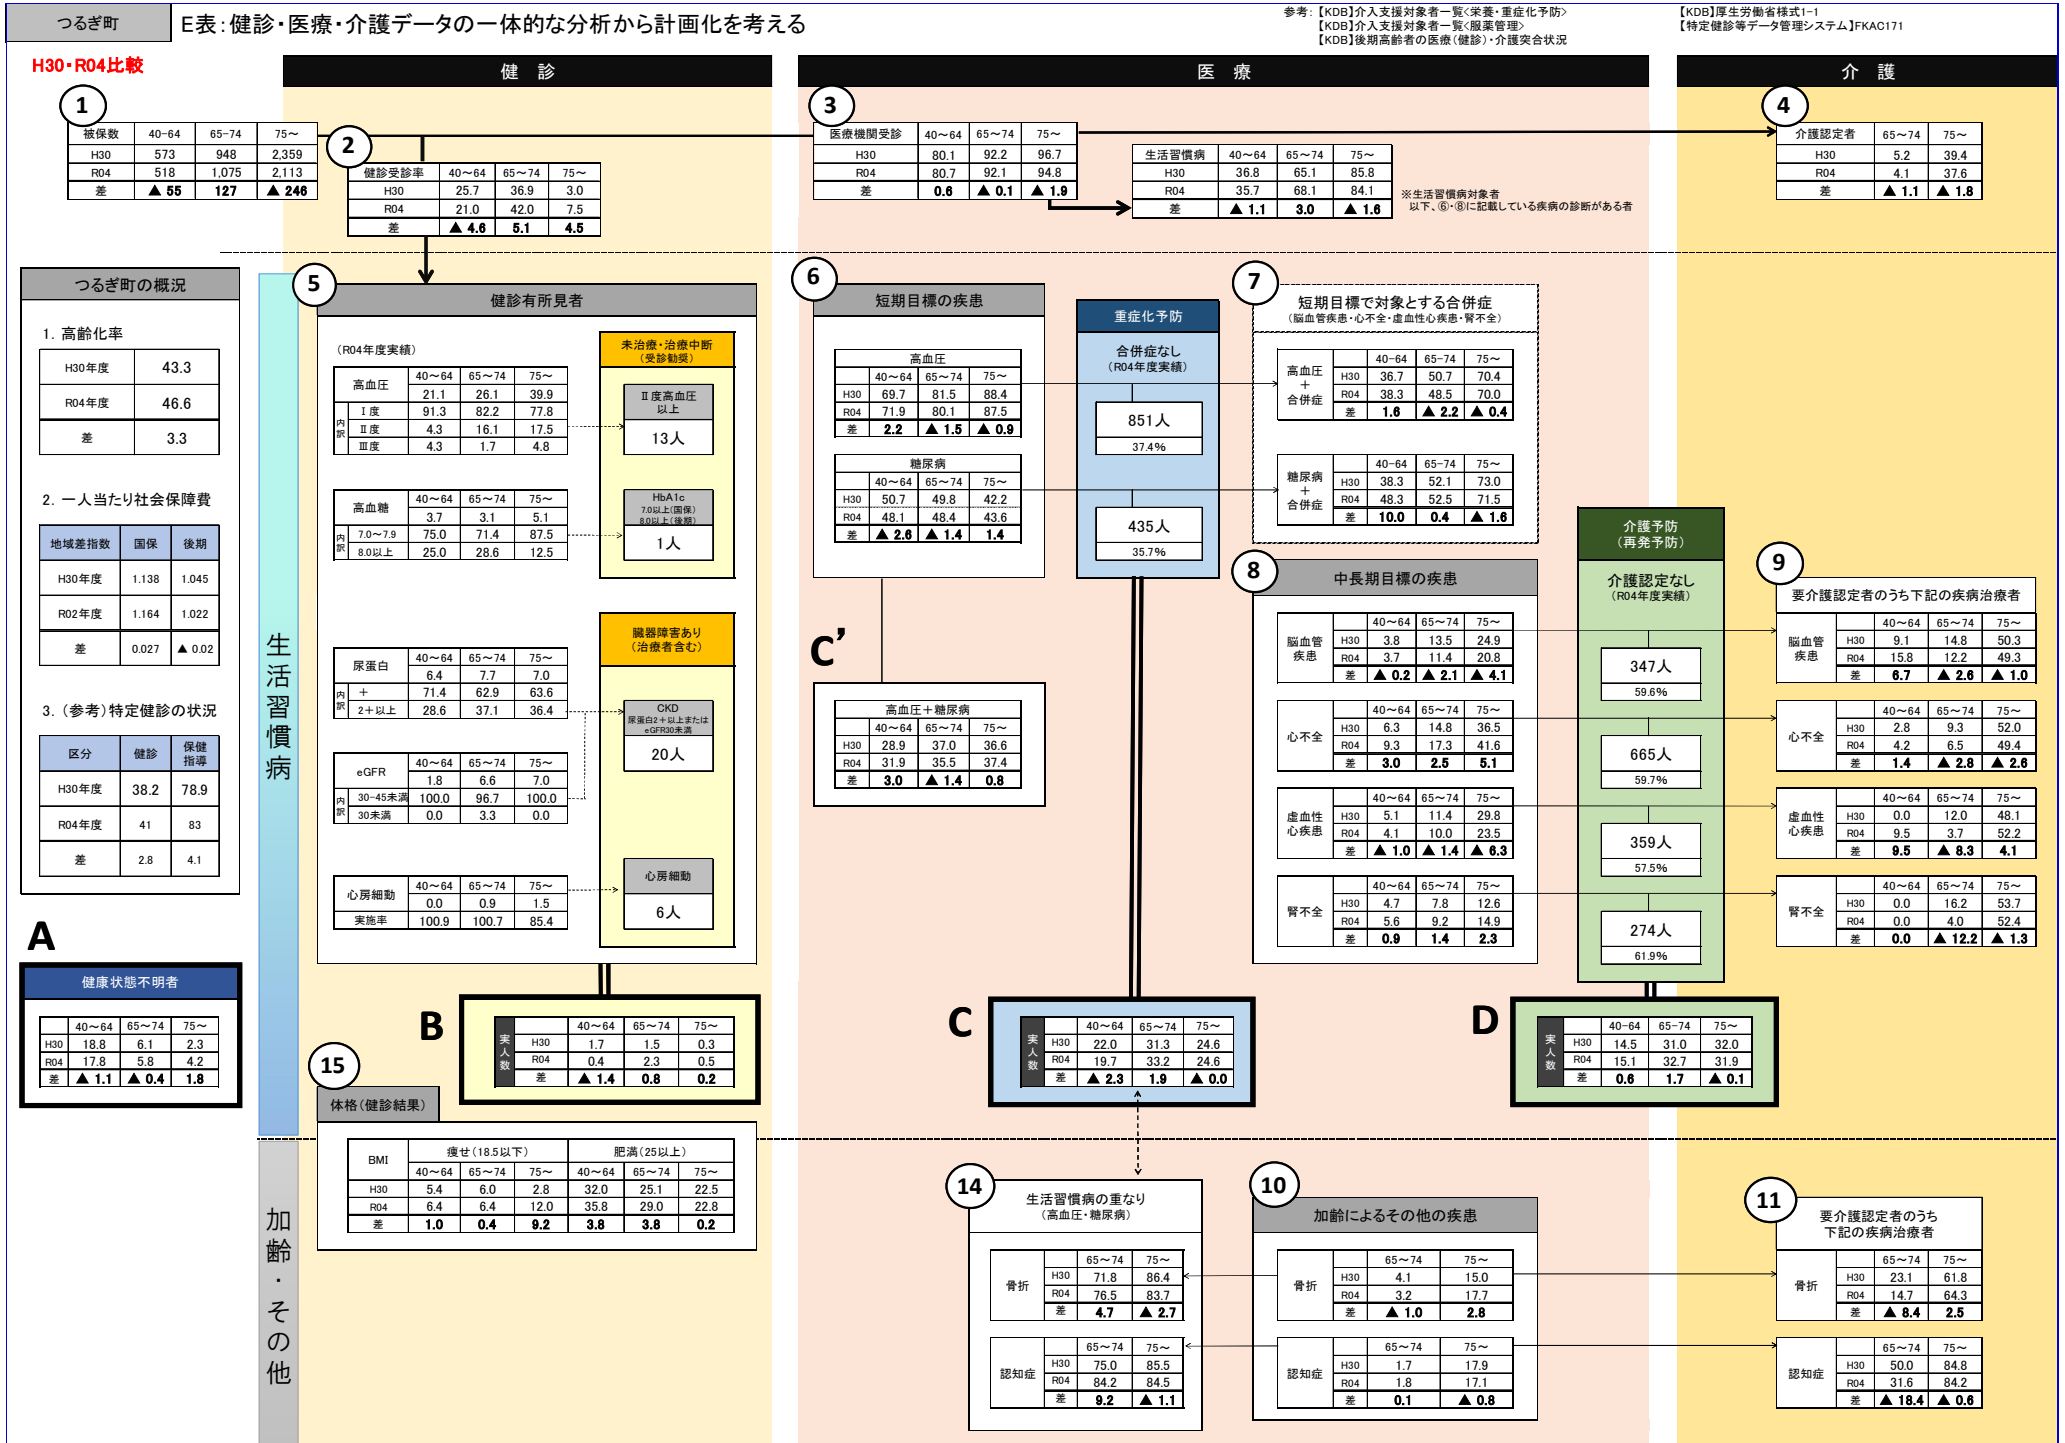 つるぎ町
E表：健診・医療・介護データの一体的な分析から計画化を考える
参考：【KDB】介入支援対象者一覧＜栄養・重症化予防＞
【KDB】介入支援対象者一覧＜服薬管理＞
【KDB】後期高齢者の医療（健診）・介護突合状況
【KDB】厚生労働省様式1-1
【特定健診等データ管理システム】FKAC171
H30・R04比較
健　診
医　療
介　護
1
被保数 40-64 65-74 75～
H30 573 948 2,359
R04 518 1,075 2,113
差 ▲ 55 127 ▲ 246
2
健診受診率 40～64 65～74 75～
H30 25.7 36.9 3.0
R04 21.0 42.0 7.5
差 ▲ 4.6 5.1 4.5
3
医療機関受診 40～64 65～74 75～
H30 80.1 92.2 96.7
R04 80.7 92.1 94.8
差 0.6 ▲ 0.1 ▲ 1.9
生活習慣病 40～64 65～74 75～
H30 36.8 65.1 85.8
R04 35.7 68.1 84.1
差 ▲ 1.1 3.0 ▲ 1.6
※生活習慣病対象者
以下、⑥・⑧に記載している疾病の診断がある者
4
介護認定者 65～74 75～
H30 5.2 39.4
R04 4.1 37.6
差 ▲ 1.1 ▲ 1.8
つるぎ町の概況
1. 高齢化率
H30年度 43.3
R04年度 46.6
差 3.3
2. 一人当たり社会保障費
地域差指数 国保 後期
H30年度 1.138 1.045
R02年度 1.164 1.022
差 0.027 ▲ 0.02
3. （参考）特定健診の状況
区分 健診 保健指導
H30年度 38.2 78.9
R04年度 41 83
差 2.8 4.1
A
健康状態不明者
40～64 65～74 75～
H30 18.8 6.1 2.3
R04 17.8 5.8 4.2
差 ▲ 1.1 ▲ 0.4 1.8
生活習慣病
加齢・その他
5
健診有所見者
（R04年度実績）
高血圧 40～64 65～74 75～
21.1 26.1 39.9
内訳
Ⅰ度 91.3 82.2 77.8
Ⅱ度 4.3 16.1 17.5
Ⅲ度 4.3 1.7 4.8
高血糖 40～64 65～74 75～
3.7 3.1 5.1
内訳
7.0～7.9 75.0 71.4 87.5
8.0以上 25.0 28.6 12.5
尿蛋白 40～64 65～74 75～
6.4 7.7 7.0
内訳
＋ 71.4 62.9 63.6
2＋以上 28.6 37.1 36.4
eGFR 40～64 65～74 75～
1.8 6.6 7.0
内訳
30-45未満 100.0 96.7 100.0
30未満 0.0 3.3 0.0
心房細動 40～64 65～74 75～
0.0 0.9 1.5
実施率 100.9 100.7 85.4
未治療・治療中断
（受診勧奨）
Ⅱ度高血圧
以上
13人
HbA1c
7.0以上（国保）
8.0以上（後期）
1人
臓器障害あり
（治療者含む）
CKD
尿蛋白2＋以上または
eGFR30未満
20人
心房細動
6人
B
実人数
40～64 65～74 75～
H30 1.7 1.5 0.3
R04 0.4 2.3 0.5
差 ▲ 1.4 0.8 0.2
15
体格（健診結果）
BMI 痩せ（18.5以下） 肥満（25以上）
40～64 65～74 75～ 40～64 65～74 75～
H30 5.4 6.0 2.8 32.0 25.1 22.5
R04 6.4 6.4 12.0 35.8 29.0 22.8
差 1.0 0.4 9.2 3.8 3.8 0.2
6
短期目標の疾患
高血圧
40～64 65～74 75～
H30 69.7 81.5 88.4
R04 71.9 80.1 87.5
差 2.2 ▲ 1.5 ▲ 0.9
糖尿病
40～64 65～74 75～
H30 50.7 49.8 42.2
R04 48.1 48.4 43.6
差 ▲ 2.6 ▲ 1.4 1.4
C’
高血圧＋糖尿病
40～64 65～74 75～
H30 28.9 37.0 36.6
R04 31.9 35.5 37.4
差 3.0 ▲ 1.4 0.8
重症化予防
合併症なし
（R04年度実績）
851人
37.4%
435人
35.7%
C
実人数
40～64 65～74 75～
H30 22.0 31.3 24.6
R04 19.7 33.2 24.6
差 ▲ 2.3 1.9 ▲ 0.0
7
短期目標で対象とする合併症
（脳血管疾患・心不全・虚血性心疾患・腎不全）
高血圧＋合併症
40-64 65-74 75～
H30 36.7 50.7 70.4
R04 38.3 48.5 70.0
差 1.6 ▲ 2.2 ▲ 0.4
糖尿病＋合併症
40-64 65-74 75～
H30 38.3 52.1 73.0
R04 48.3 52.5 71.5
差 10.0 0.4 ▲ 1.6
8
中長期目標の疾患
脳血管疾患
40～64 65～74 75～
H30 3.8 13.5 24.9
R04 3.7 11.4 20.8
差 ▲ 0.2 ▲ 2.1 ▲ 4.1
心不全
40～64 65～74 75～
H30 6.3 14.8 36.5
R04 9.3 17.3 41.6
差 3.0 2.5 5.1
虚血性心疾患
40～64 65～74 75～
H30 5.1 11.4 29.8
R04 4.1 10.0 23.5
差 ▲ 1.0 ▲ 1.4 ▲ 6.3
腎不全
40～64 65～74 75～
H30 4.7 7.8 12.6
R04 5.6 9.2 14.9
差 0.9 1.4 2.3
介護予防
（再発予防）
介護認定なし
（R04年度実績）
347人
59.6%
665人
59.7%
359人
57.5%
274人
61.9%
D
実人数
40-64 65-74 75～
H30 14.5 31.0 32.0
R04 15.1 32.7 31.9
差 0.6 1.7 ▲ 0.1
9
要介護認定者のうち下記の疾病治療者
脳血管疾患
40～64 65～74 75～
H30 9.1 14.8 50.3
R04 15.8 12.2 49.3
差 6.7 ▲ 2.6 ▲ 1.0
心不全
40～64 65～74 75～
H30 2.8 9.3 52.0
R04 4.2 6.5 49.4
差 1.4 ▲ 2.8 ▲ 2.6
虚血性心疾患
40～64 65～74 75～
H30 0.0 12.0 48.1
R04 9.5 3.7 52.2
差 9.5 ▲ 8.3 4.1
腎不全
40～64 65～74 75～
H30 0.0 16.2 53.7
R04 0.0 4.0 52.4
差 0.0 ▲ 12.2 ▲ 1.3
14
生活習慣病の重なり
（高血圧・糖尿病）
骨折
65～74 75～
H30 71.8 86.4
R04 76.5 83.7
差 4.7 ▲ 2.7
認知症
65～74 75～
H30 75.0 85.5
R04 84.2 84.5
差 9.2 ▲ 1.1
10
加齢によるその他の疾患
骨折
65～74 75～
H30 4.1 15.0
R04 3.2 17.7
差 ▲ 1.0 2.8
認知症
65～74 75～
H30 1.7 17.9
R04 1.8 17.1
差 0.1 ▲ 0.8
11
要介護認定者のうち
下記の疾病治療者
骨折
65～74 75～
H30 23.1 61.8
R04 14.7 64.3
差 ▲ 8.4 2.5
認知症
65～74 75～
H30 50.0 84.8
R04 31.6 84.2
差 ▲ 18.4 ▲ 0.6